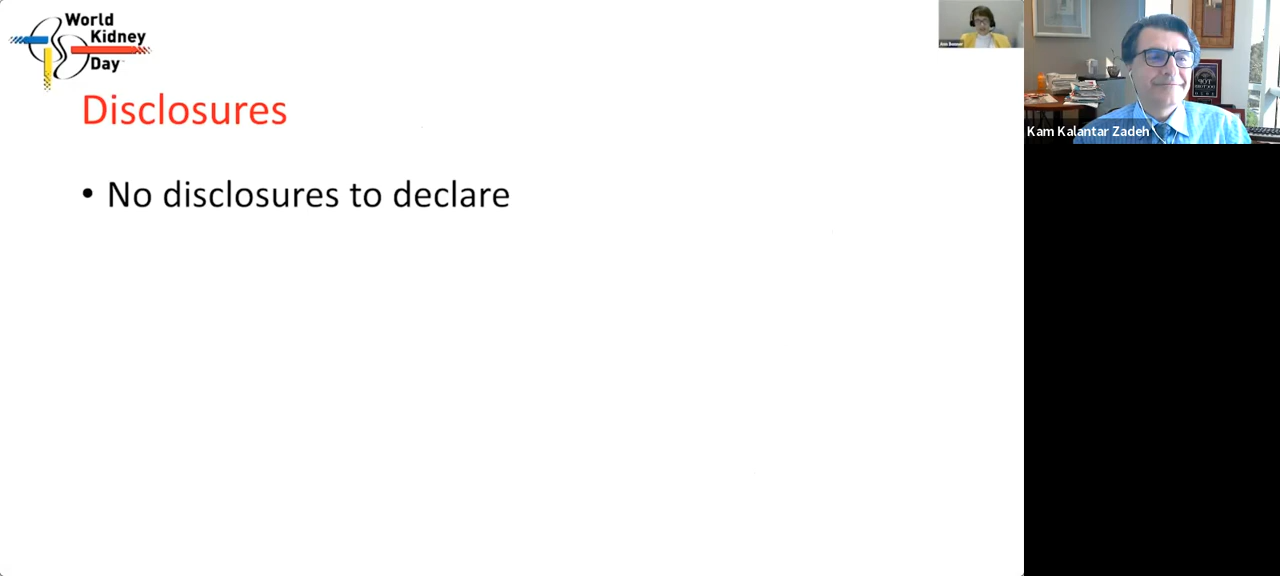 World
Kidney
Day
Disclosures
• No disclosures to declare
Kam Kalantar Zadeh